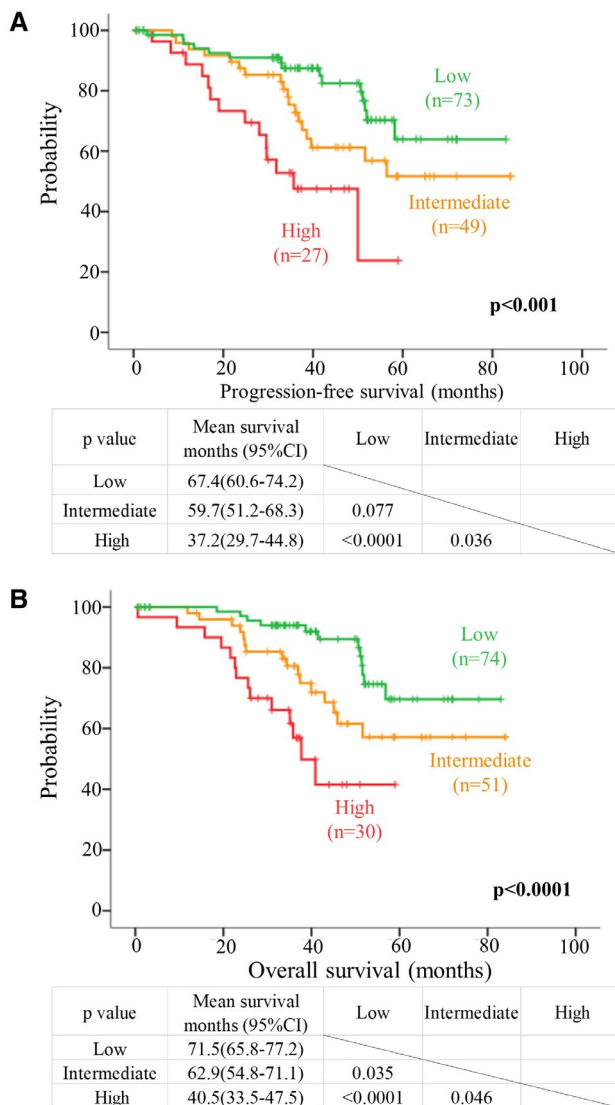 A
100
80
60
40
20
0
Probability
Low
(n=73)
Intermediate
(n=49)
High
(n=27)
p<0.001
0 20 40 60 80 100
Progression-free survival (months)
p value Mean survival months (95%CI) Low Intermediate High
Low 67.4(60.6-74.2)
Intermediate 59.7(51.2-68.3) 0.077
High 37.2(29.7-44.8) <0.0001 0.036
B
100
80
60
40
20
0
Probability
Low
(n=74)
Intermediate
(n=51)
High
(n=30)
p<0.0001
0 20 40 60 80 100
Overall survival (months)
p value Mean survival months (95%CI) Low Intermediate High
Low 71.5(65.8-77.2)
Intermediate 62.9(54.8-71.1) 0.035
High 40.5(33.5-47.5) <0.0001 0.046